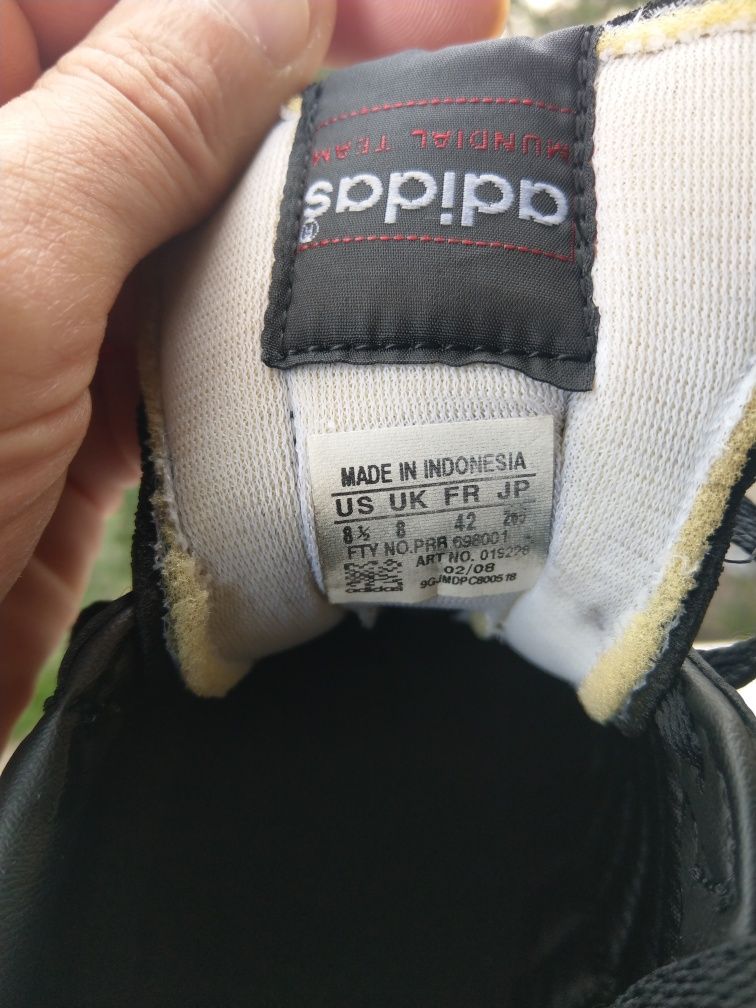 MUNDIAL TEAM
adidas®
MADE IN INDONESIA
US UK FR JP
8½ 8 42 265
FTY NO.PRR 698001
ART NO. 019228
02/08
9GJMDPC800518